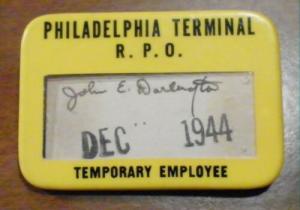 PHILADELPHIA TERMINAL
R. P. O.
John E. Darlington
DEC 1944
TEMPORARY EMPLOYEE